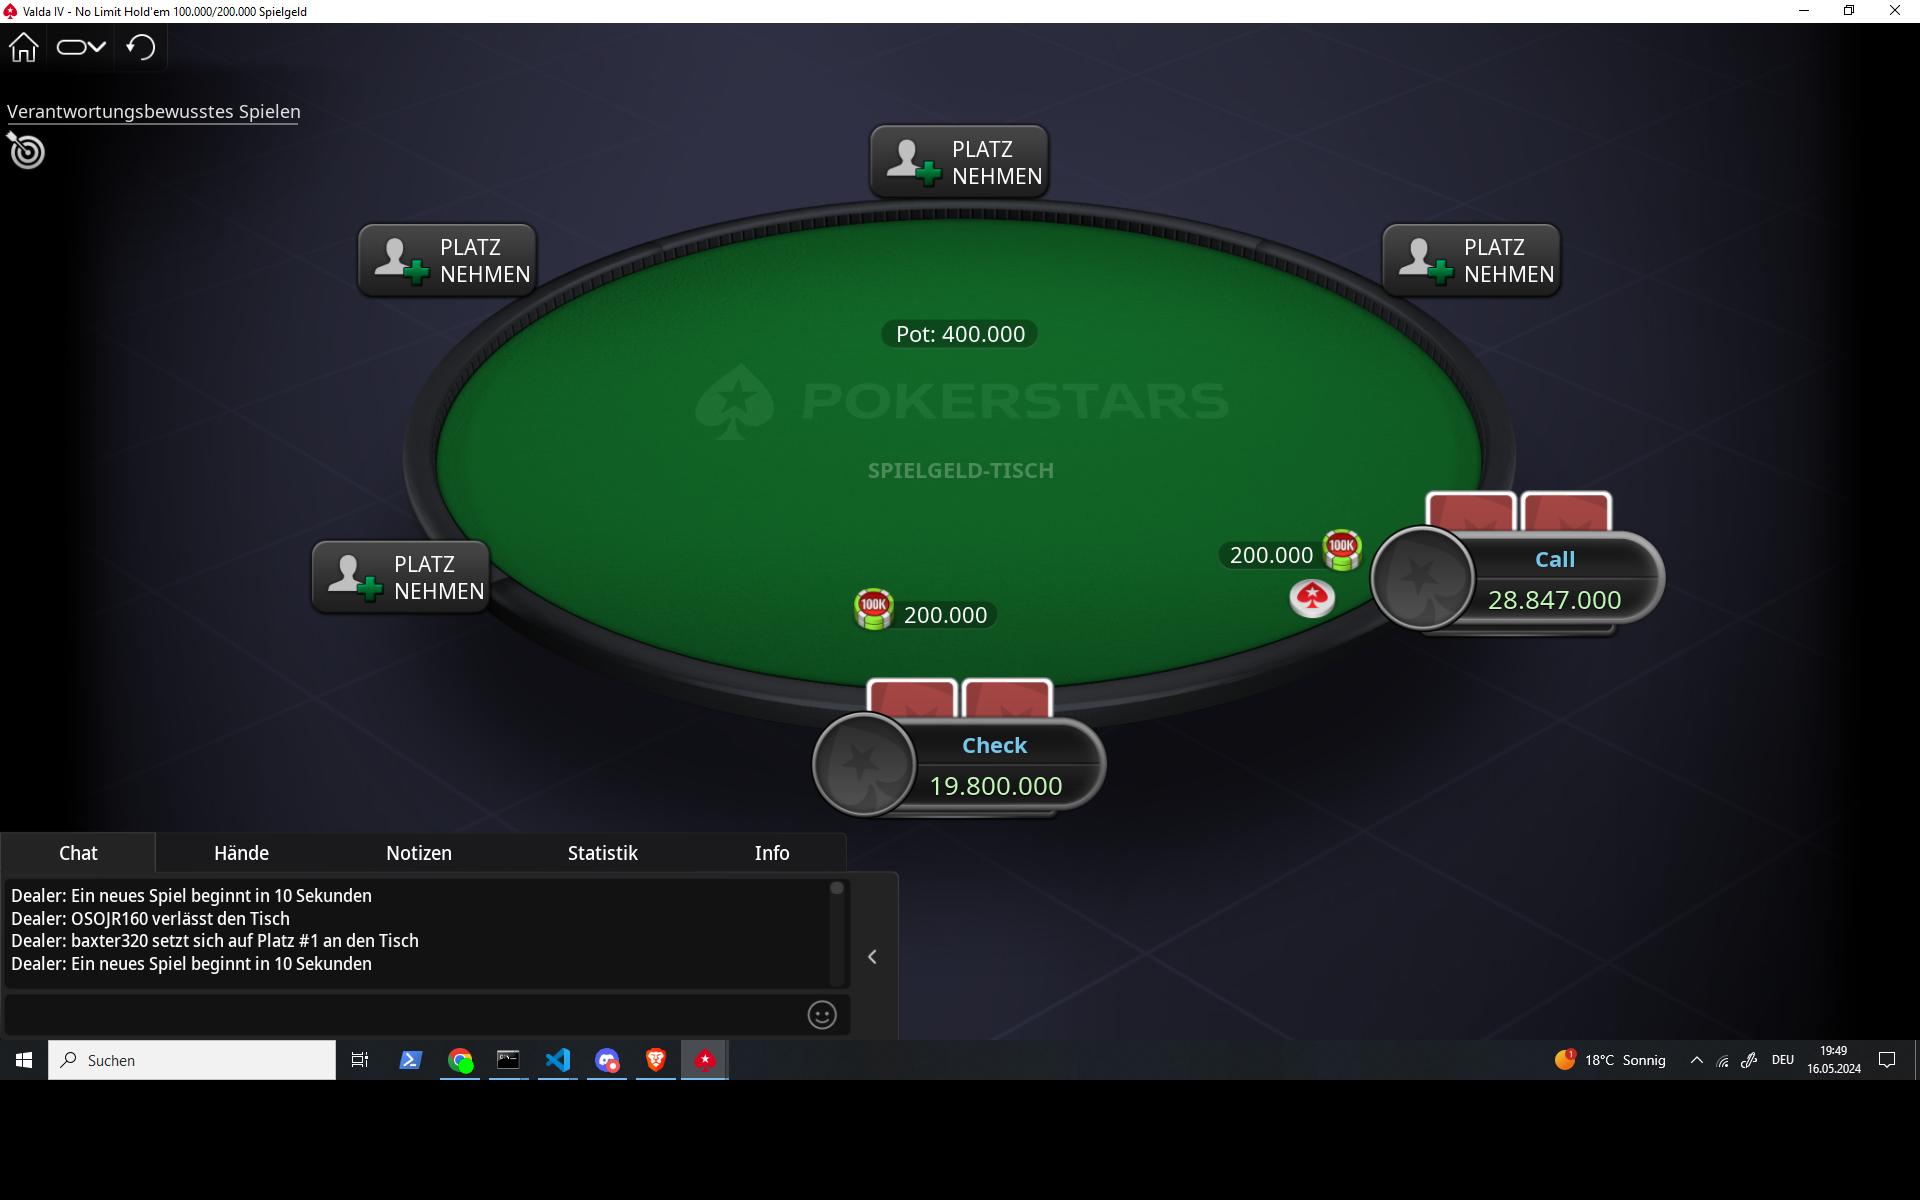 Valda IV - No Limit Hold'em 100.000/200.000 Spielgeld
Verantwortungsbewusstes Spielen
PLATZ
NEHMEN
PLATZ
NEHMEN
PLATZ
NEHMEN
Pot: 400.000
POKERSTARS
SPIELGELD-TISCH
200.000
100K
Call
28.847.000
PLATZ
NEHMEN
100K
200.000
Check
19.800.000
Chat Hände Notizen Statistik Info
Dealer: Ein neues Spiel beginnt in 10 Sekunden
Dealer: OSOJR160 verlässt den Tisch
Dealer: baxter320 setzt sich auf Platz #1 an den Tisch
Dealer: Ein neues Spiel beginnt in 10 Sekunden
Suchen
1
18°C Sonnig
DEU
19:49
16.05.2024